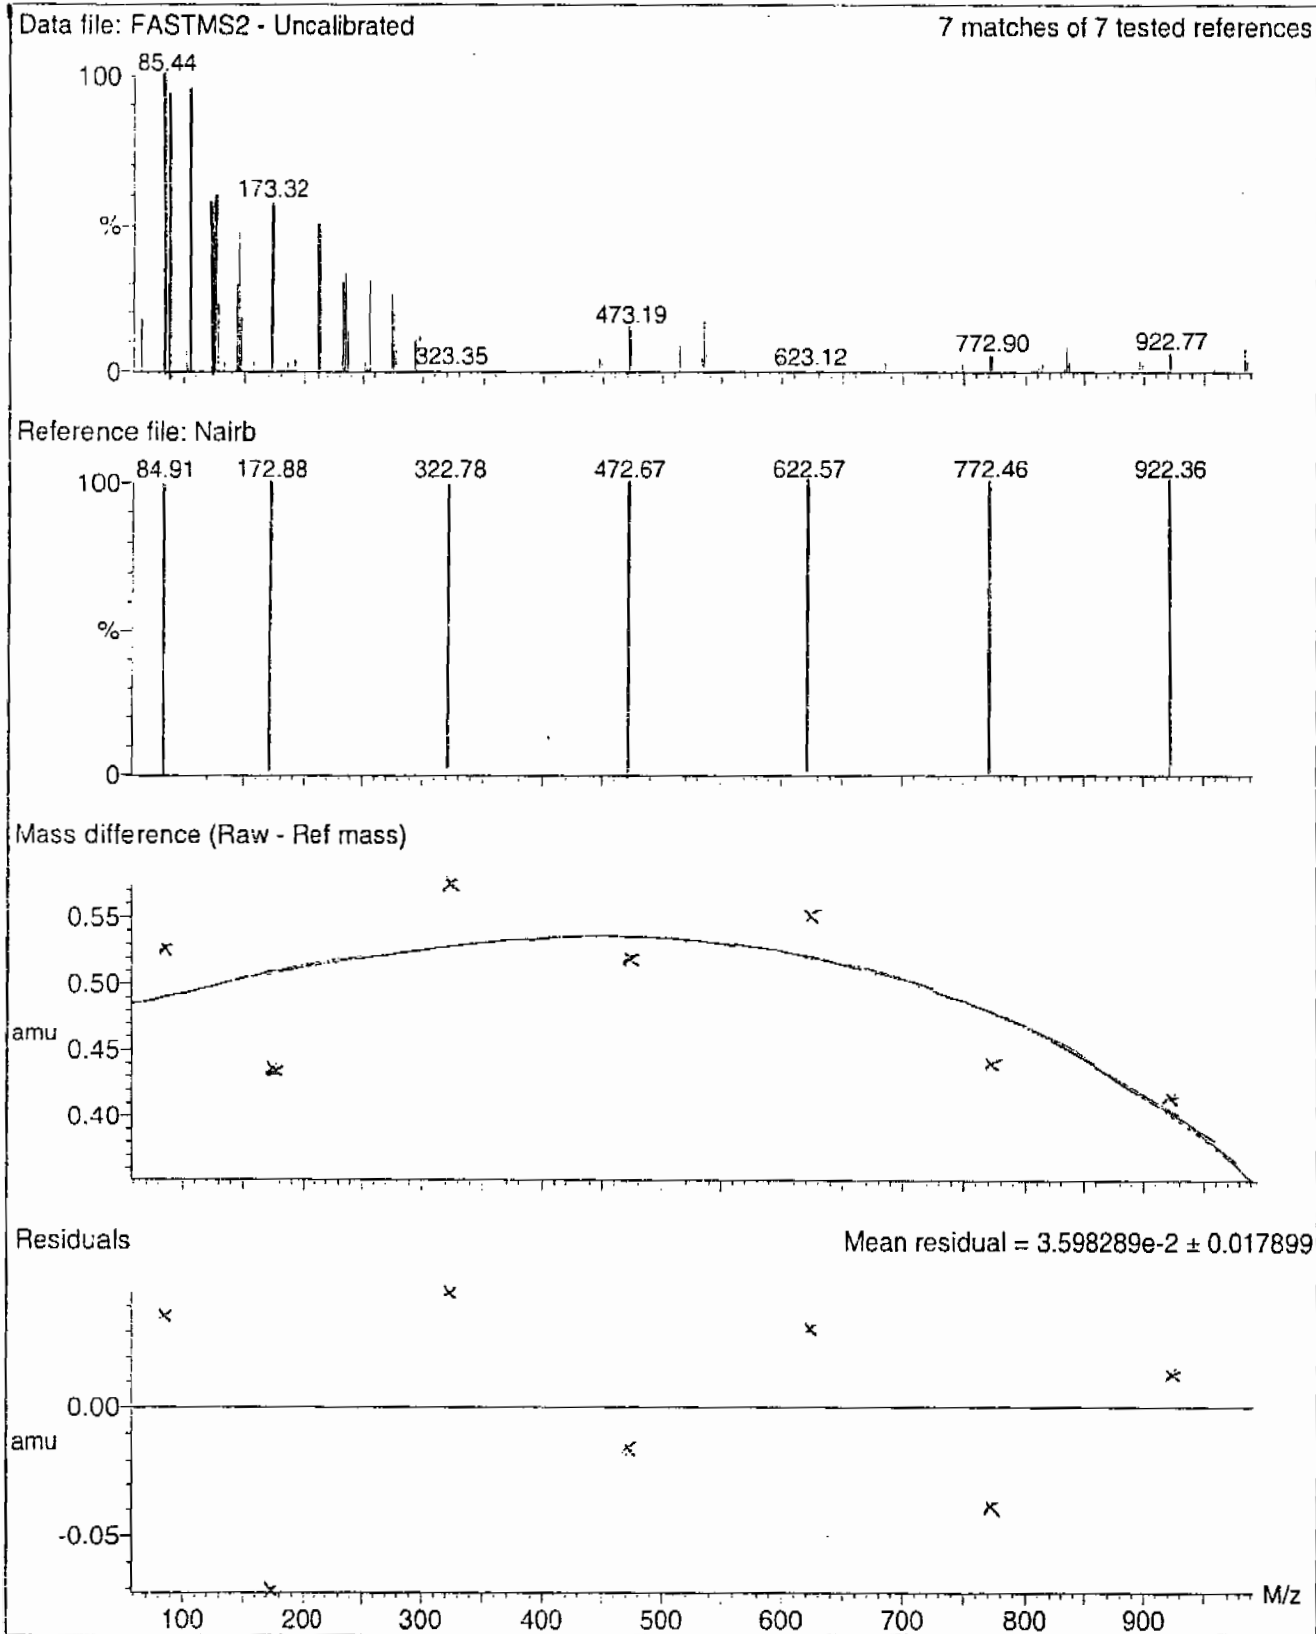 Data file: FASTMS2 - Uncalibrated 7 matches of 7 tested references
85.44
100
173.32
%
473.19
323.35 623.12 772.90 922.77
0
Reference file: Nairb
84.91 172.88 322.78 472.67 622.57 772.46 922.36
100
%
0
Mass difference (Raw - Ref mass)
0.55
0.50
amu
0.45
0.40
Residuals Mean residual = 3.598289e-2 ± 0.017899
0.00
amu
-0.05
M/z
100 200 300 400 500 600 700 800 900